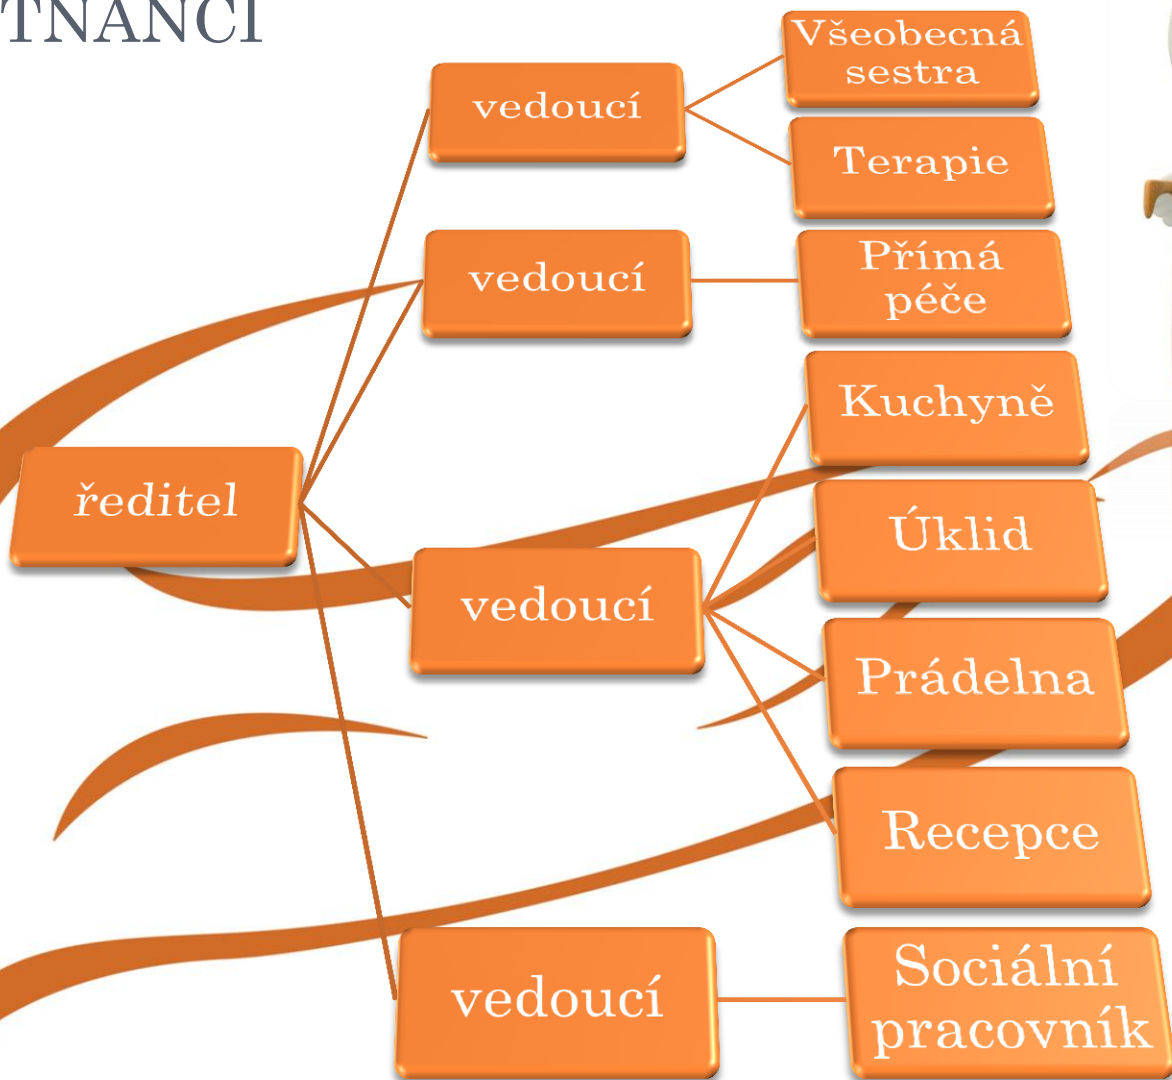 TNANCI
vedoucí
Všeobecná
sestra
Terapie
vedoucí
Přímá
péče
ředitel
vedoucí
Kuchyně
Úklid
Prádelna
Recepce
vedoucí
Sociální
pracovník